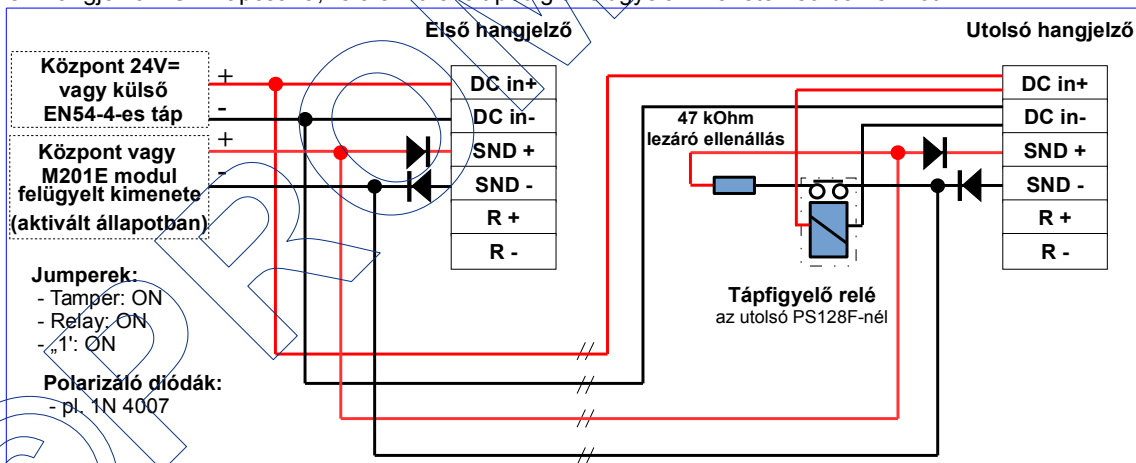 Első hangjelző
Utolsó hangjelző
Központ 24V=
vagy külső
EN54-4-es táp
+
-
Központ vagy
M201E modul
felügyelt kimenete
(aktivált állapotban)
+
-
DC in+
DC in-
SND +
SND -
R +
R -
47 kOhm
lezáró ellenállás
DC in+
DC in-
SND +
SND -
R +
R -
Tápfigyelő relé
az utolsó PS128F-nél
Jumperek:
- Tamper: ON
- Relay: ON
- „1': ON
Polarizáló diódák:
- pl. 1N 4007